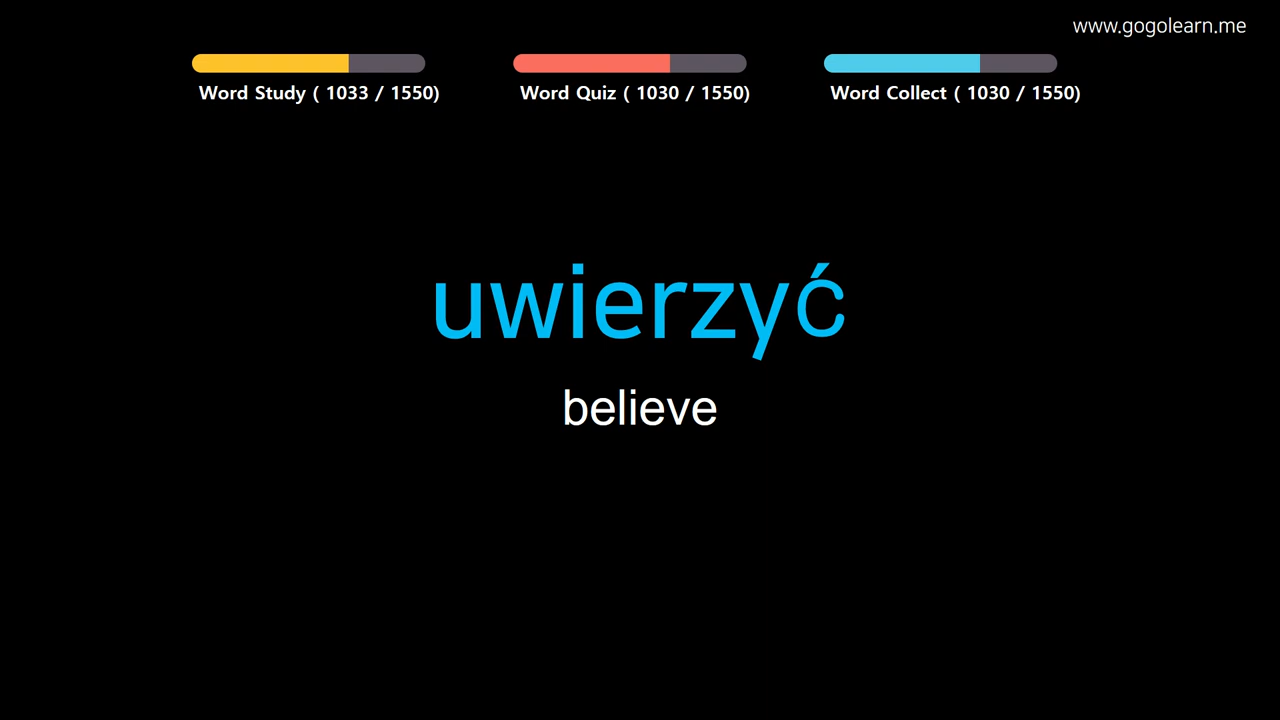 www.gogolearn.me
Word Study ( 1033 / 1550)
Word Quiz ( 1030 / 1550)
Word Collect ( 1030 / 1550)
uwierzyć
believe